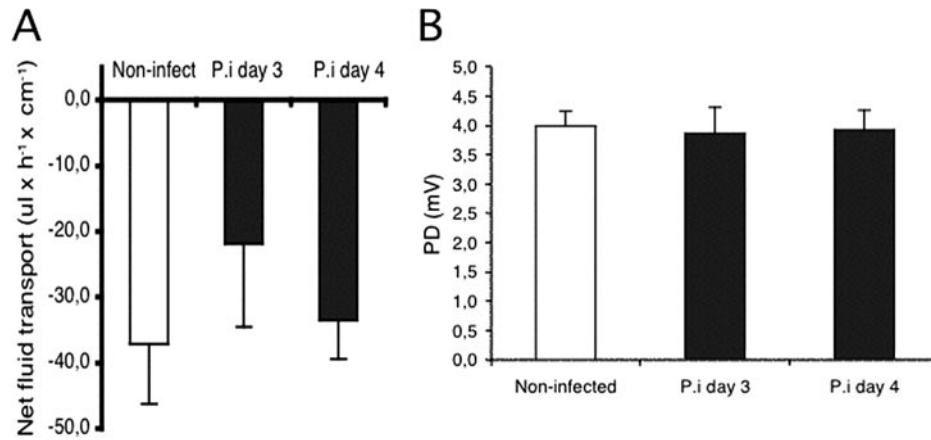 A
Non-infect P.i day 3 P.i day 4
0,0
-10,0
-20,0
-30,0
-40,0
-50,0
Net fluid transport (ul x h⁻¹ x cm⁻¹)
B
5,0
4,5
4,0
3,5
3,0
2,5
2,0
1,5
1,0
0,5
0,0
PD (mV)
Non-infected P.i day 3 P.i day 4